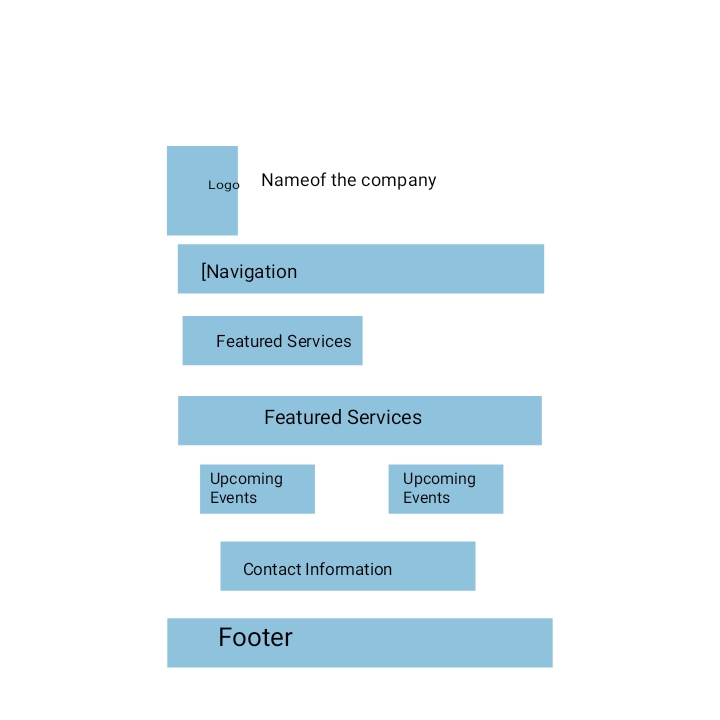 Logo
Nameof the company
[Navigation
Featured Services
Featured Services
Upcoming
Events
Upcoming
Events
Contact Information
Footer